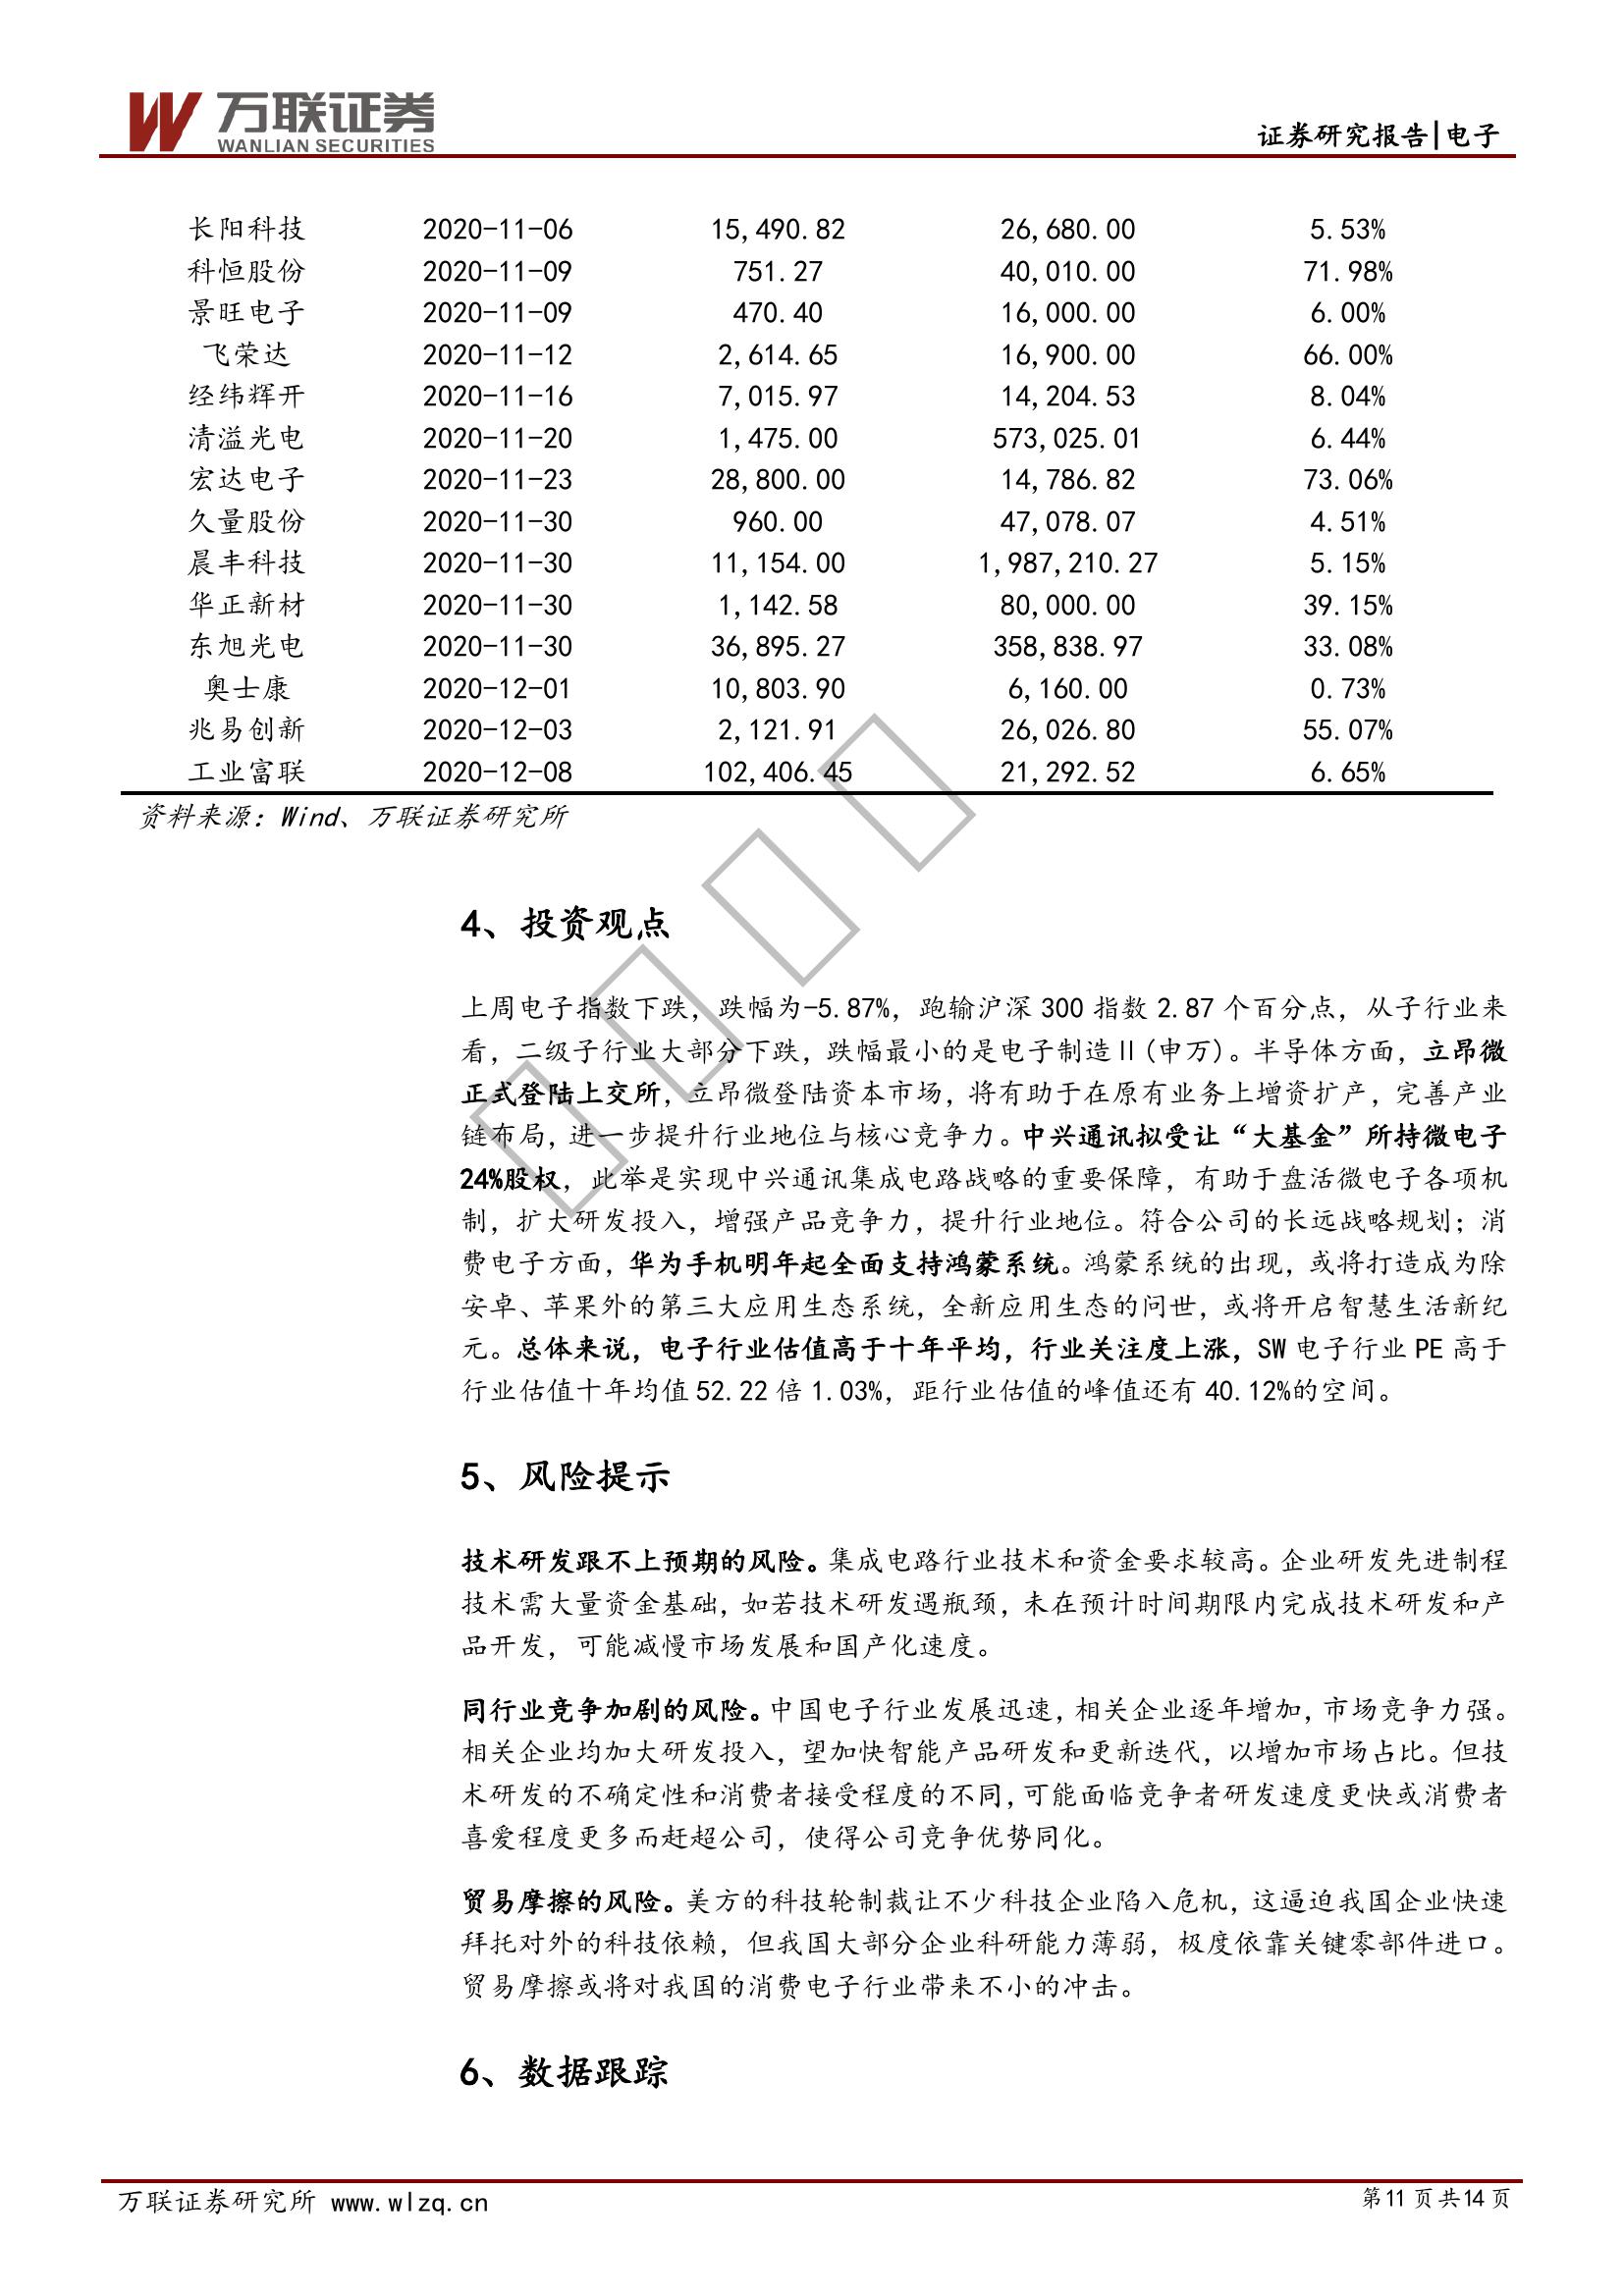 万联证券
WANLIAN SECURITIES
证券研究报告|电子
长阳科技 2020-11-06 15,490.82 26,680.00 5.53%
科恒股份 2020-11-09 751.27 40,010.00 71.98%
景旺电子 2020-11-09 470.40 16,000.00 6.00%
飞荣达 2020-11-12 2,614.65 16,900.00 66.00%
经纬辉开 2020-11-16 7,015.97 14,204.53 8.04%
清溢光电 2020-11-20 1,475.00 573,025.01 6.44%
宏达电子 2020-11-23 28,800.00 14,786.82 73.06%
久量股份 2020-11-30 960.00 47,078.07 4.51%
晨丰科技 2020-11-30 11,154.00 1,987,210.27 5.15%
华正新材 2020-11-30 1,142.58 80,000.00 39.15%
东旭光电 2020-11-30 36,895.27 358,838.97 33.08%
奥士康 2020-12-01 10,803.90 6,160.00 0.73%
兆易创新 2020-12-03 2,121.91 26,026.80 55.07%
工业富联 2020-12-08 102,406.45 21,292.52 6.65%
资料来源：Wind、万联证券研究所
4、投资观点
上周电子指数下跌，跌幅为-5.87%，跑输沪深 300 指数 2.87 个百分点，从子行业来
看，二级子行业大部分下跌，跌幅最小的是电子制造Ⅱ(申万)。半导体方面，立昂微
正式登陆上交所，立昂微登陆资本市场，将有助于在原有业务上增资扩产，完善产业
链布局，进一步提升行业地位与核心竞争力。中兴通讯拟受让“大基金”所持微电子
24%股权，此举是实现中兴通讯集成电路战略的重要保障，有助于盘活微电子各项机
制，扩大研发投入，增强产品竞争力，提升行业地位。符合公司的长远战略规划；消
费电子方面，华为手机明年起全面支持鸿蒙系统。鸿蒙系统的出现，或将打造成为除
安卓、苹果外的第三大应用生态系统，全新应用生态的问世，或将开启智慧生活新纪
元。总体来说，电子行业估值高于十年平均，行业关注度上涨，SW 电子行业 PE 高于
行业估值十年均值 52.22 倍 1.03%，距行业估值的峰值还有 40.12%的空间。
5、风险提示
技术研发跟不上预期的风险。集成电路行业技术和资金要求较高。企业研发先进制程
技术需大量资金基础，如若技术研发遇瓶颈，未在预计时间期限内完成技术研发和产
品开发，可能减慢市场发展和国产化速度。
同行业竞争加剧的风险。中国电子行业发展迅速，相关企业逐年增加，市场竞争力强。
相关企业均加大研发投入，望加快智能产品研发和更新迭代，以增加市场占比。但技
术研发的不确定性和消费者接受程度的不同，可能面临竞争者研发速度更快或消费者
喜爱程度更多而赶超公司，使得公司竞争优势同化。
贸易摩擦的风险。美方的科技轮制裁让不少科技企业陷入危机，这逼迫我国企业快速
拜托对外的科技依赖，但我国大部分企业科研能力薄弱，极度依靠关键零部件进口。
贸易摩擦或将对我国的消费电子行业带来不小的冲击。
6、数据跟踪
万联证券研究所 www.wlzq.cn
第11 页 共14 页